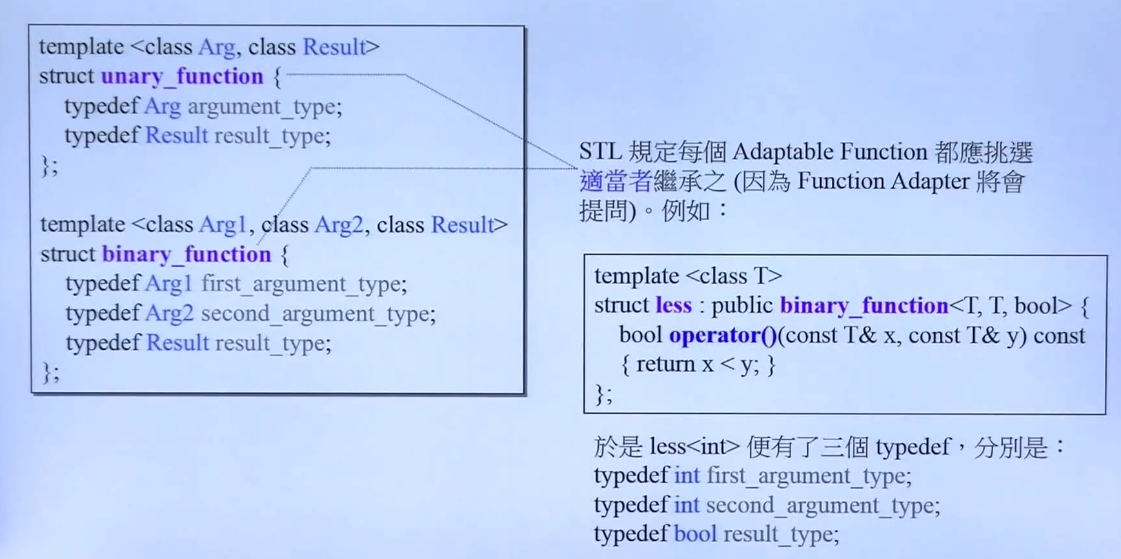 template <class Arg, class Result>
struct unary_function {
typedef Arg argument_type;
typedef Result result_type;
};
template <class Arg1, class Arg2, class Result>
struct binary_function {
typedef Arg1 first_argument_type;
typedef Arg2 second_argument_type;
typedef Result result_type;
};
STL 規定每個 Adaptable Function 都應挑選
適當者繼承之 (因為 Function Adapter 將會
提問)。例如：
template <class T>
struct less : public binary_function<T, T, bool> {
bool operator()(const T& x, const T& y) const
{ return x < y; }
};
於是 less<int> 便有了三個 typedef，分別是：
typedef int first_argument_type;
typedef int second_argument_type;
typedef bool result_type;